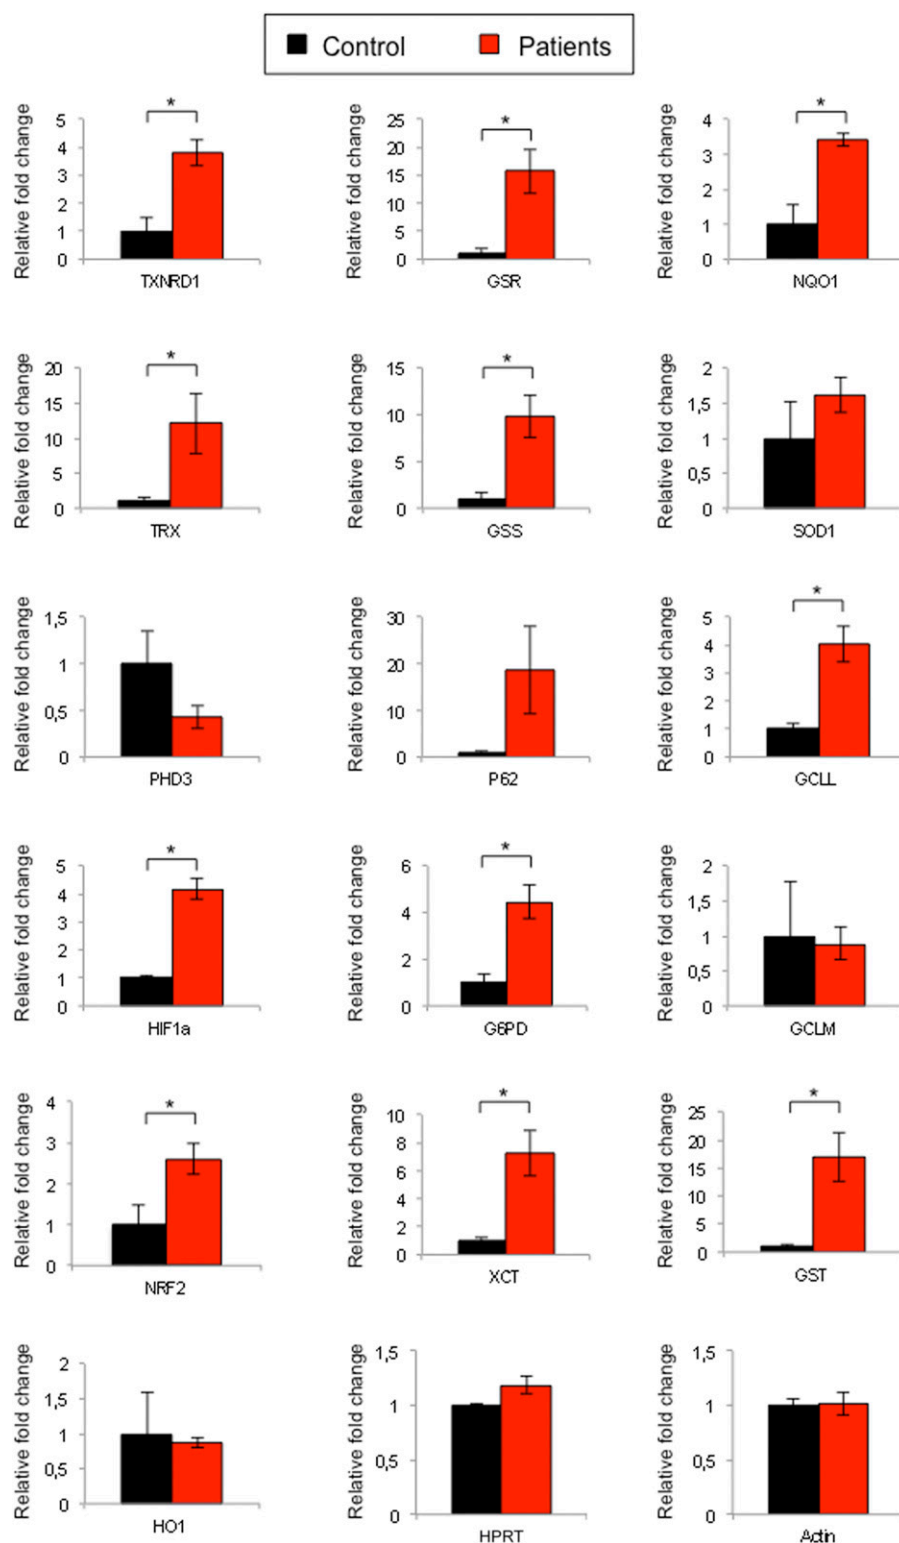 Control Patients
Relative fold change
*
5
4
3
2
1
0
TXNRD1
Relative fold change
*
25
20
15
10
5
0
GSR
Relative fold change
*
4
3
2
1
0
NQO1
Relative fold change
*
20
15
10
5
0
TRX
Relative fold change
*
15
10
5
0
GSS
Relative fold change
2
1,5
1
0,5
0
SOD1
Relative fold change
1,5
1
0,5
0
PHD3
Relative fold change
30
20
10
0
P62
Relative fold change
*
5
4
3
2
1
0
GCLL
Relative fold change
*
5
4
3
2
1
0
HIF1a
Relative fold change
*
6
4
2
0
G6PD
Relative fold change
2
1,5
1
0,5
0
GCLM
Relative fold change
*
4
3
2
1
0
NRF2
Relative fold change
*
10
8
6
4
2
0
XCT
Relative fold change
*
25
20
15
10
5
0
GST
Relative fold change
2
1,5
1
0,5
0
HO1
Relative fold change
1,5
1
0,5
0
HPRT
Relative fold change
1,5
1
0,5
0
Actin